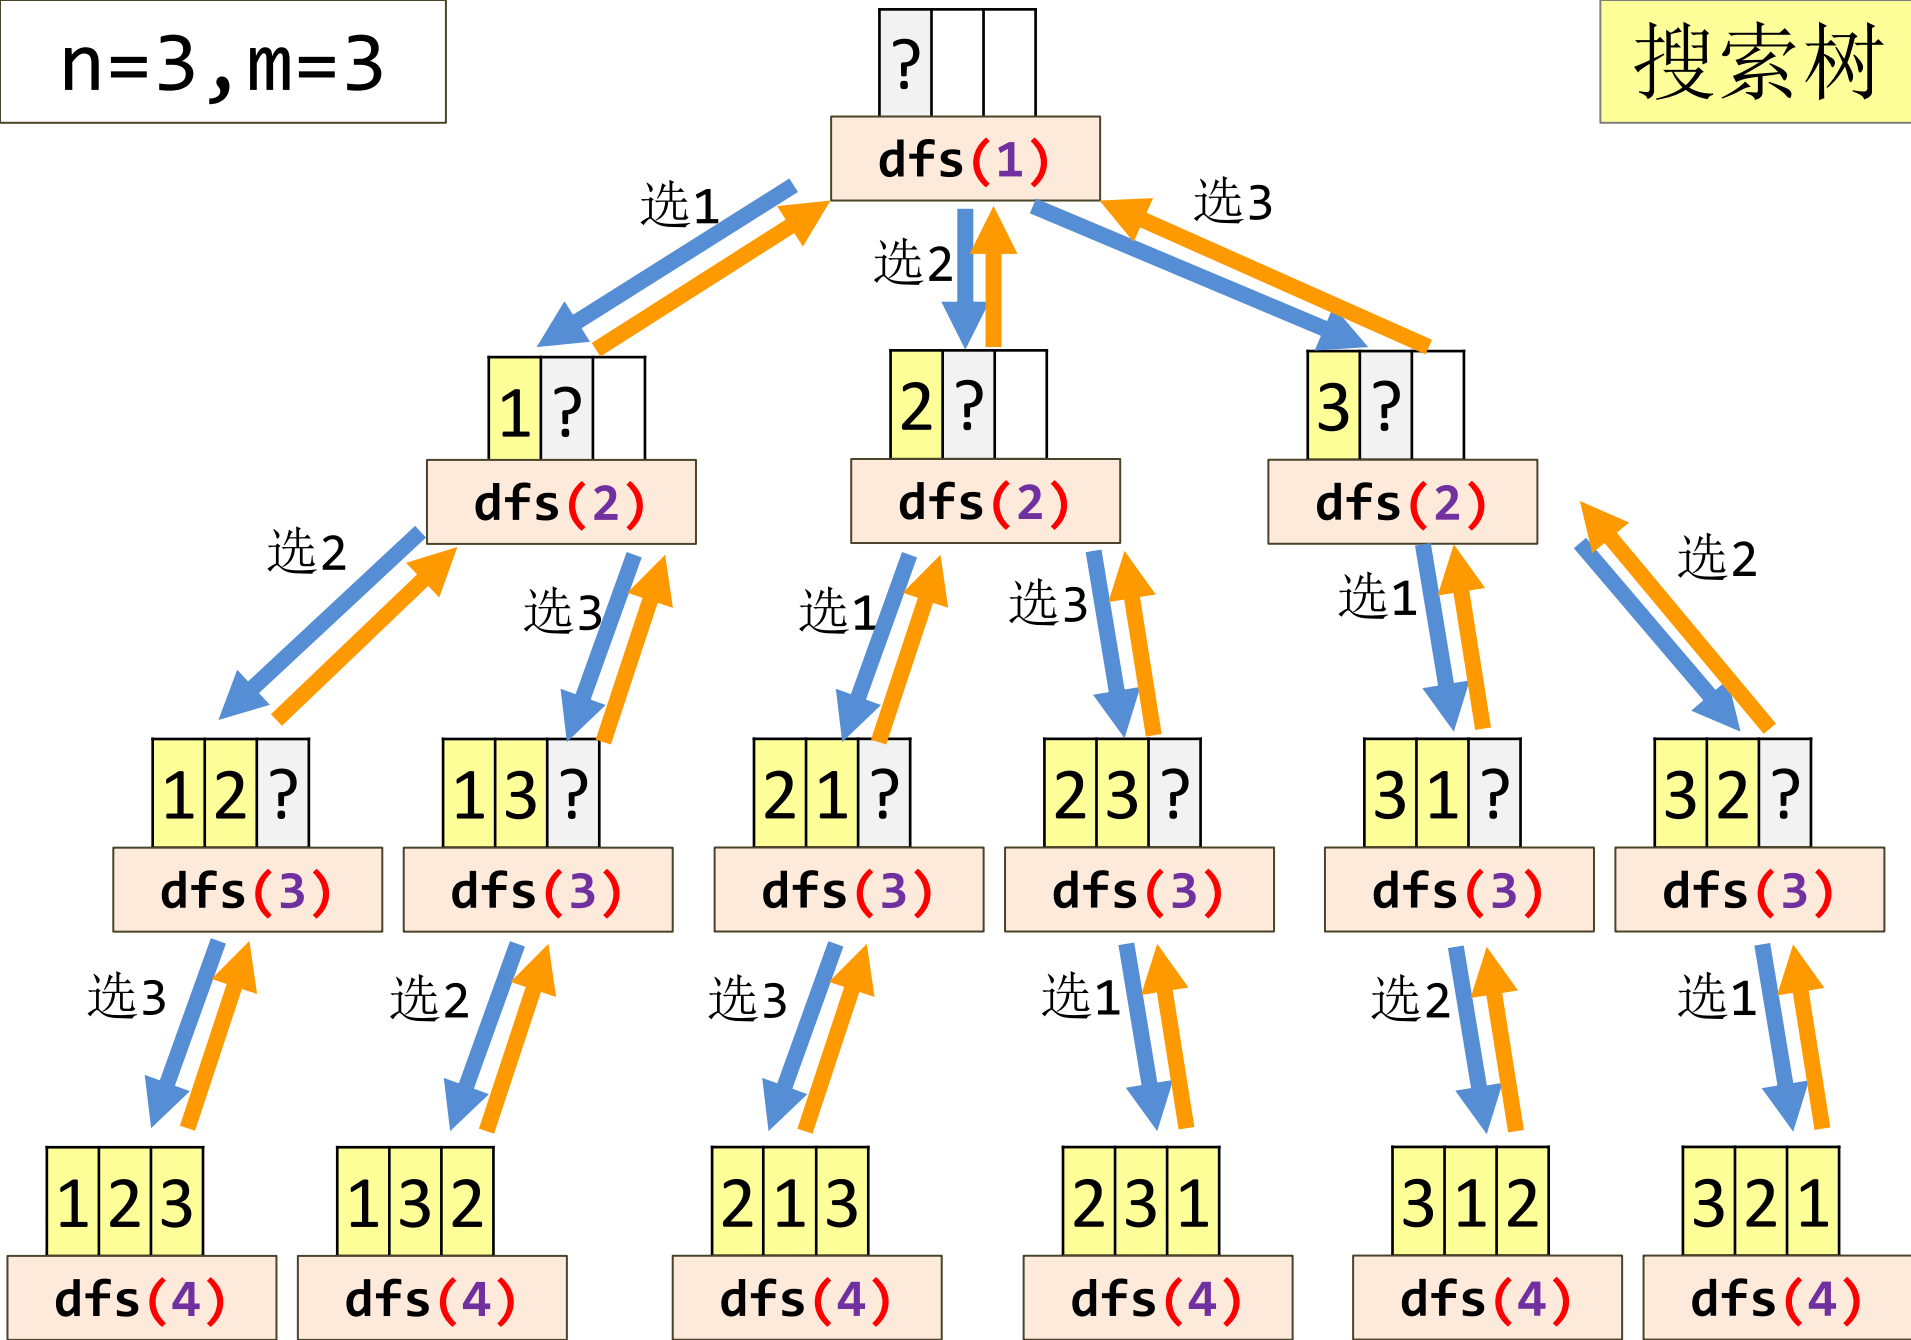 n=3,m=3
搜索树
?
dfs(1)
选1
选2
选3
1 ?
2 ?
3 ?
dfs(2)
dfs(2)
dfs(2)
选2
选3
选1
选3
选1
选2
1 2 ?
1 3 ?
2 1 ?
2 3 ?
3 1 ?
3 2 ?
dfs(3)
dfs(3)
dfs(3)
dfs(3)
dfs(3)
dfs(3)
选3
选2
选3
选1
选2
选1
1 2 3
1 3 2
2 1 3
2 3 1
3 1 2
3 2 1
dfs(4)
dfs(4)
dfs(4)
dfs(4)
dfs(4)
dfs(4)